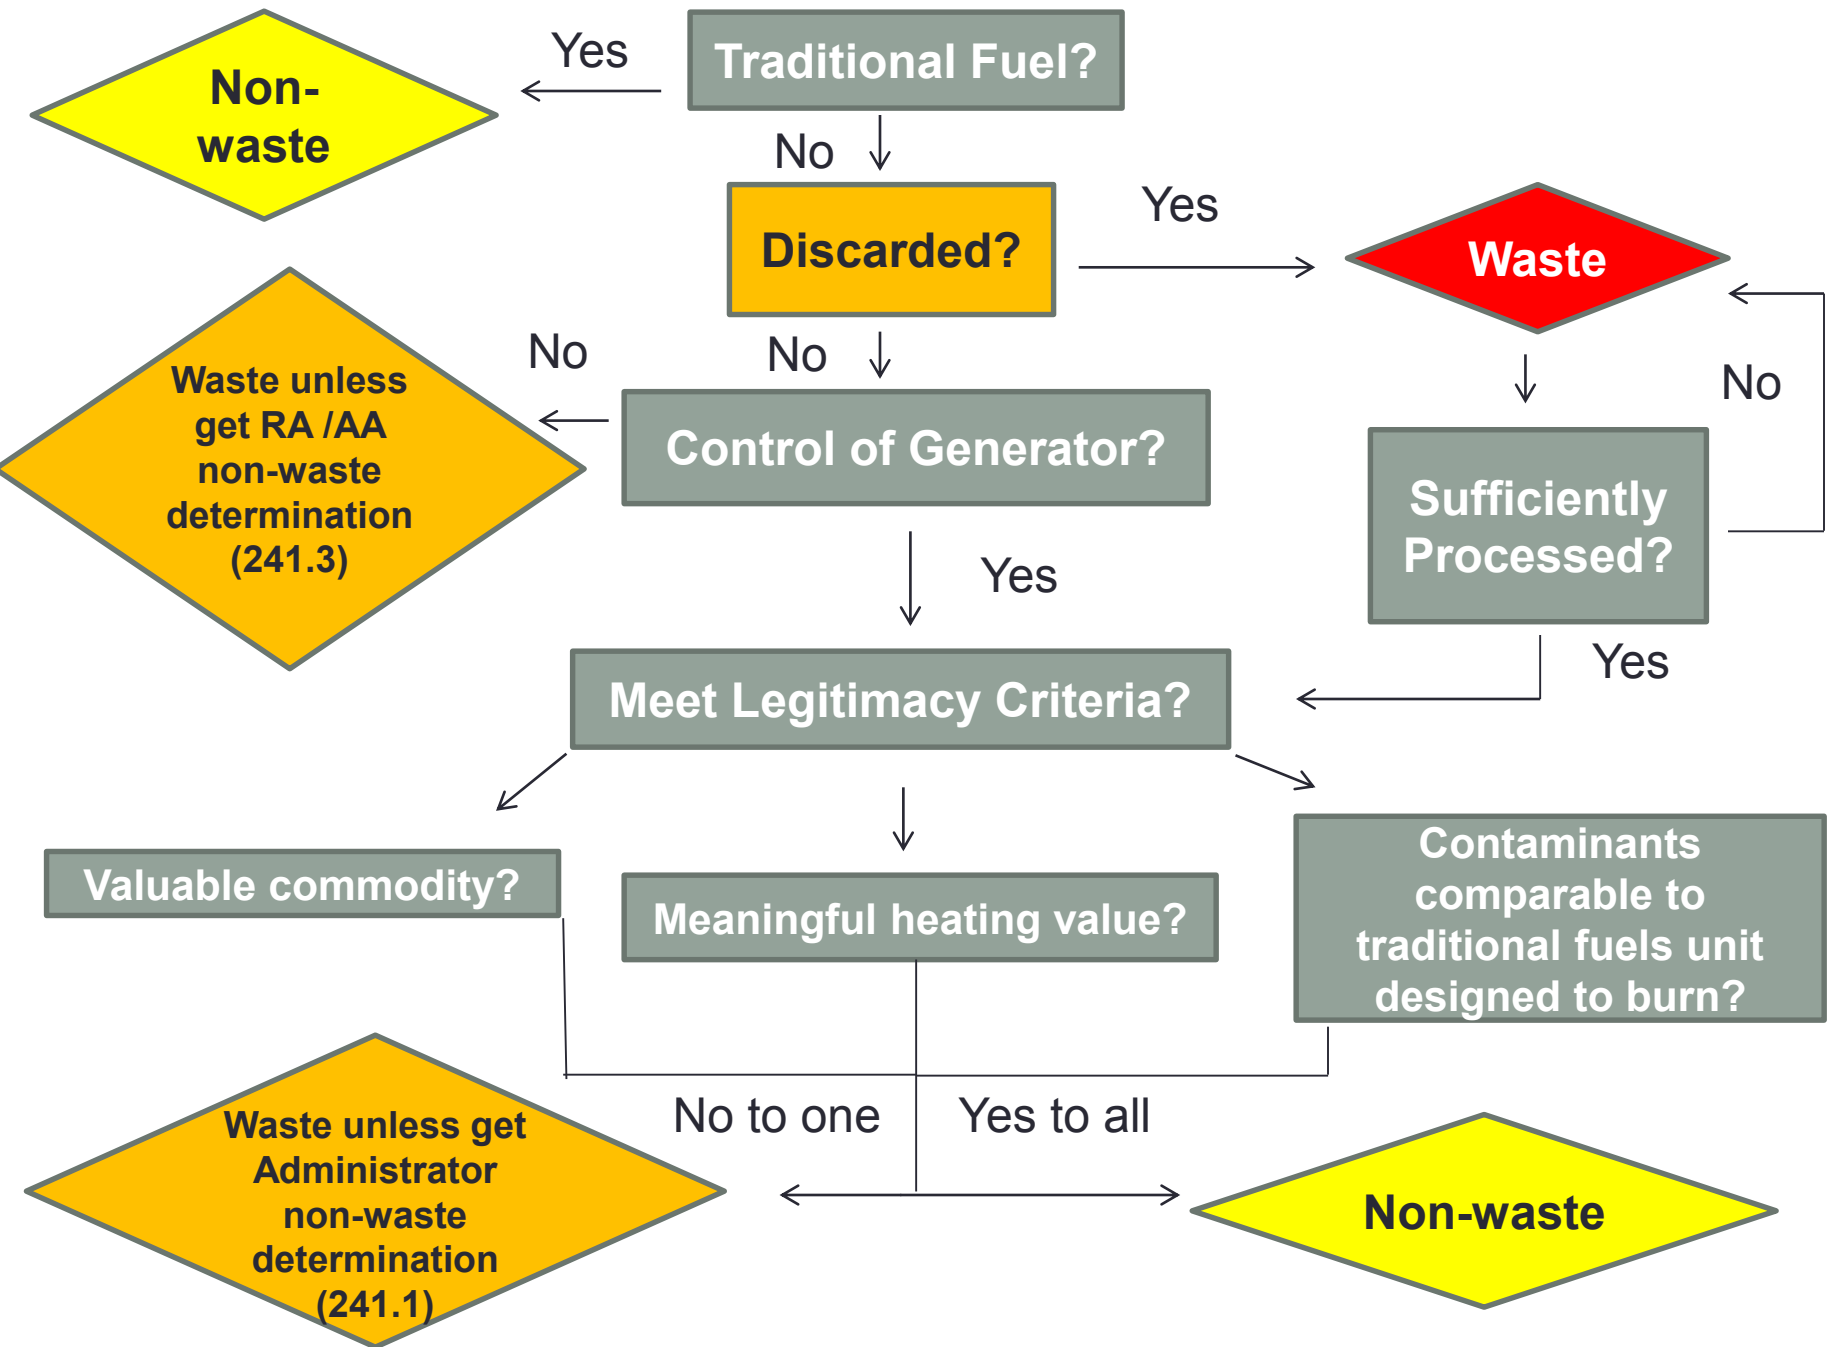 Non-
waste
Yes
Traditional Fuel?
No
Discarded?
Yes
Waste
No
No
No
Waste unless
get RA /AA
non-waste
determination
(241.3)
Control of Generator?
Sufficiently
Processed?
Yes
Yes
Meet Legitimacy Criteria?
Valuable commodity?
Meaningful heating value?
Contaminants
comparable to
traditional fuels unit
designed to burn?
No to one
Yes to all
Waste unless get
Administrator
non-waste
determination
(241.1)
Non-waste